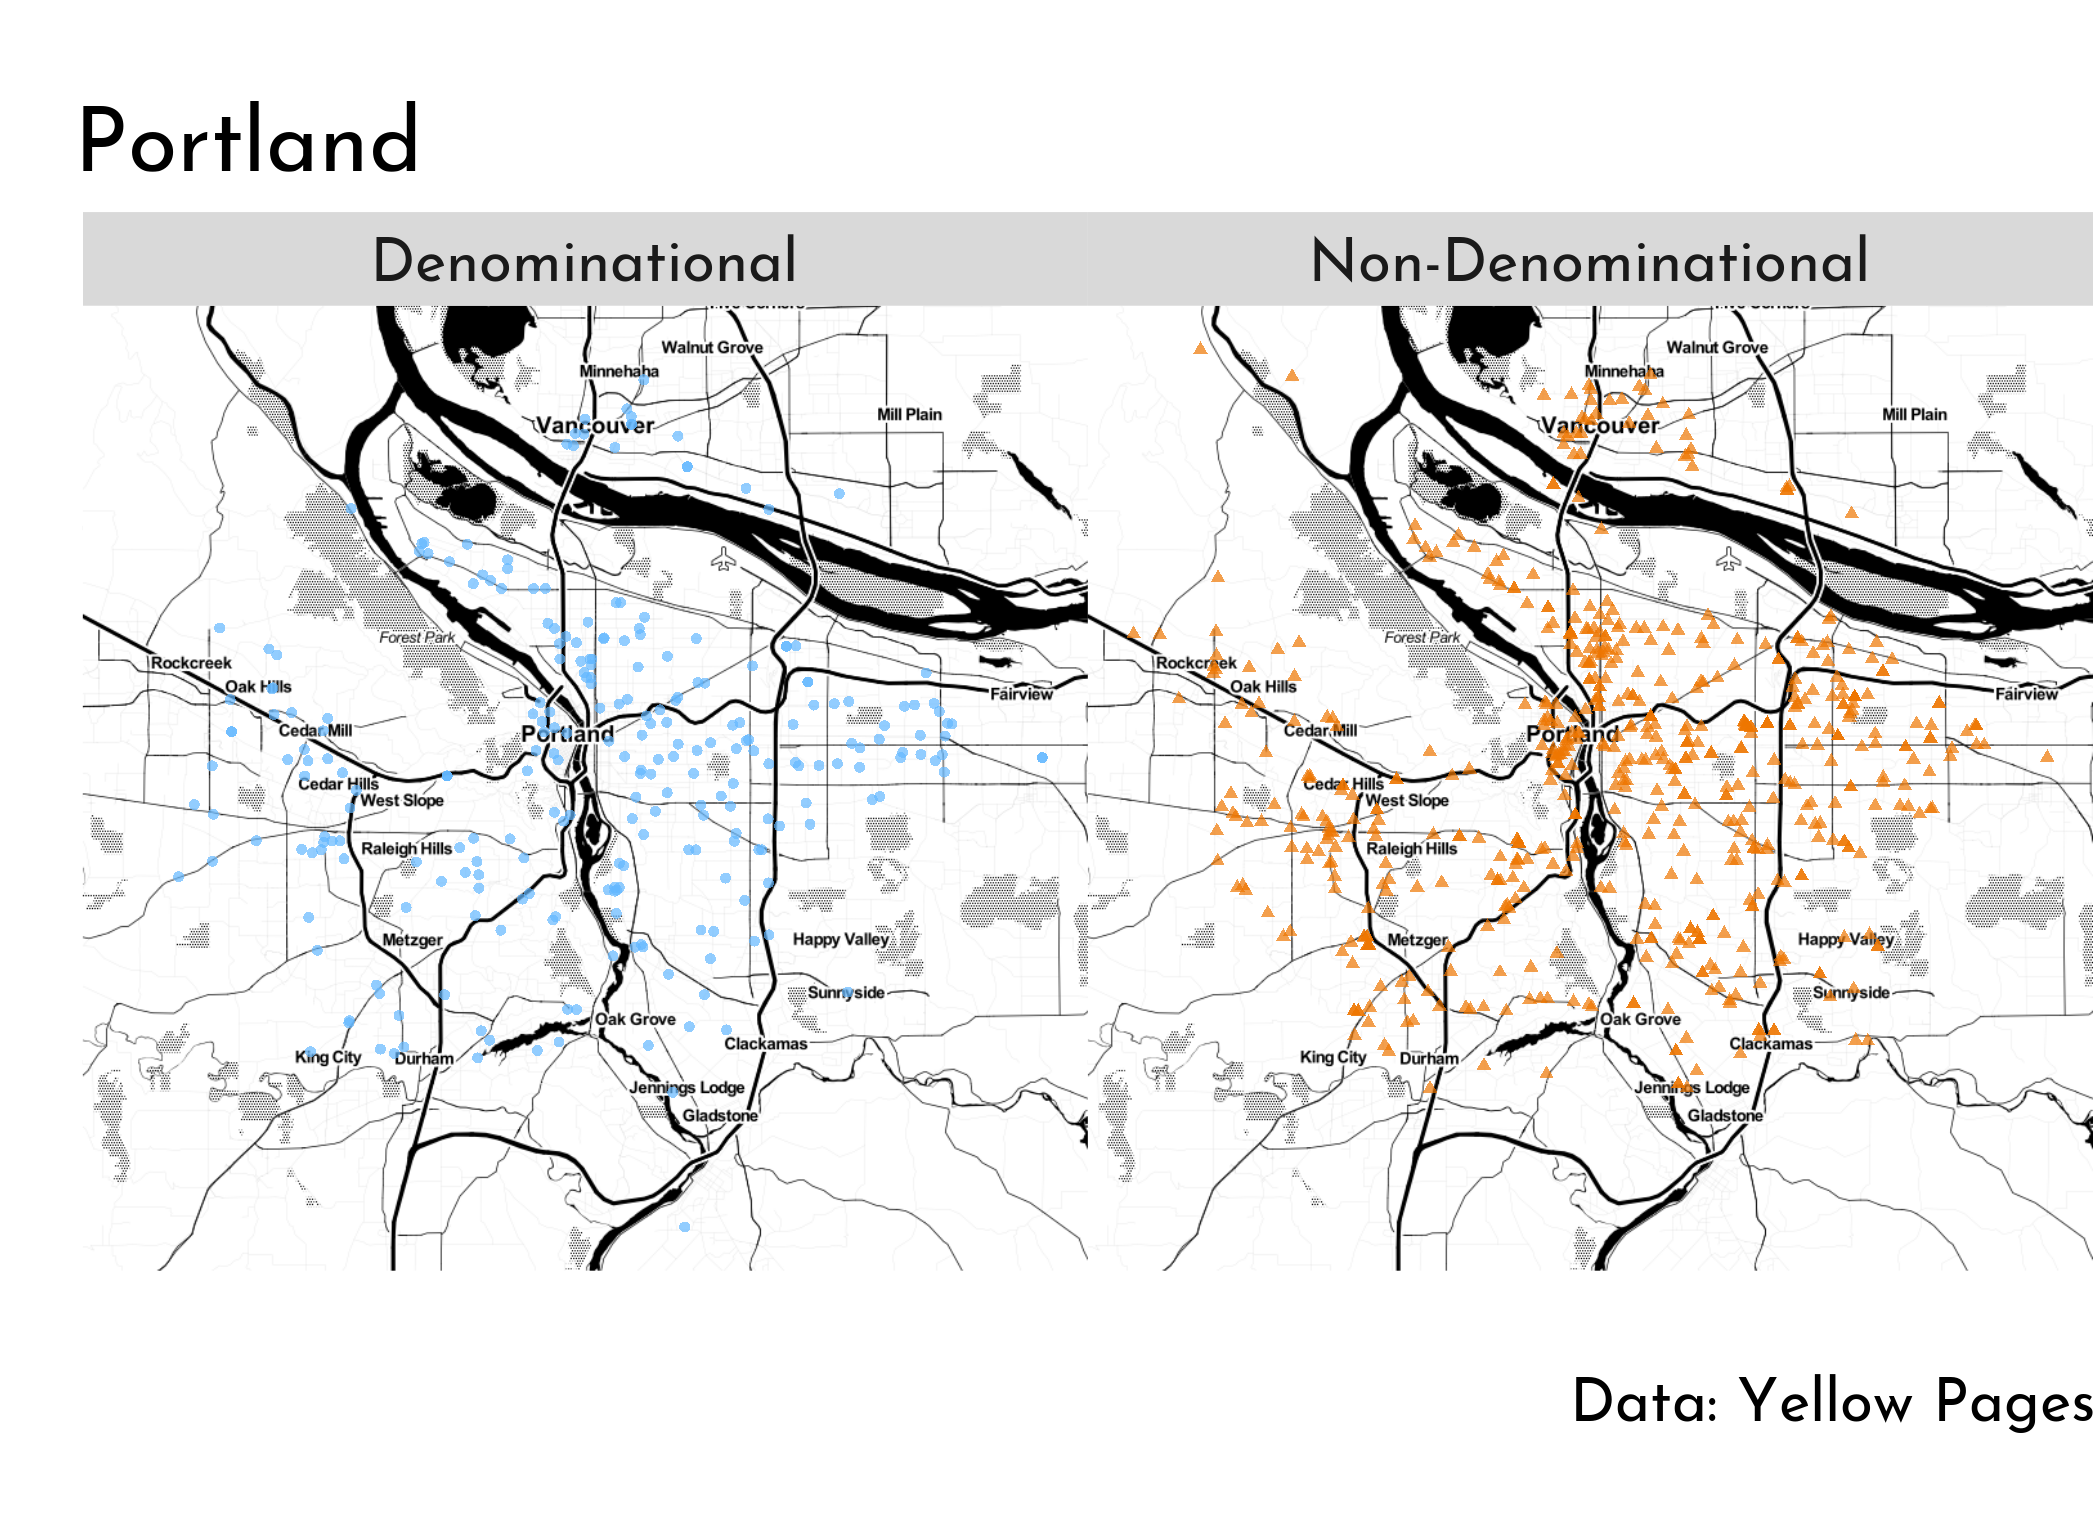 Portland
Denominational
Non-Denominational
Walnut Grove
Minnehaha
Mill Plain
Vancouver
Forest Park
Rockcreek
Oak Hills
Fairview
Cedar Mill
Portland
Cedar Hills
West Slope
Raleigh Hills
Metzger
Happy Valley
Sunnyside
Oak Grove
Clackamas
King City
Durham
Jennings Lodge
Gladstone
Walnut Grove
Minnehaha
Mill Plain
Vancouver
Forest Park
Rockcreek
Oak Hills
Fairview
Cedar Mill
Portland
Cedar Hills
West Slope
Raleigh Hills
Metzger
Happy Valley
Sunnyside
Oak Grove
Clackamas
King City
Durham
Jennings Lodge
Gladstone
Data: Yellow Pages